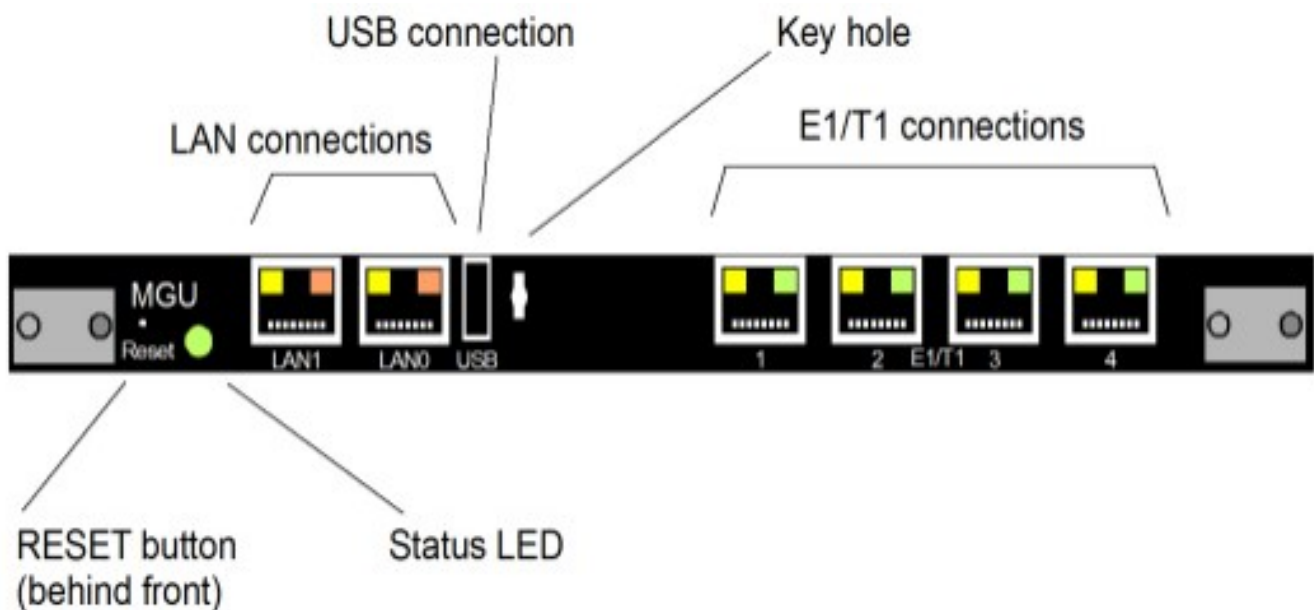 USB connection
Key hole
LAN connections
E1/T1 connections
MGU
Reset
LAN1
LAN0
USB
1
2
E1/T1
3
4
RESET button
(behind front)
Status LED